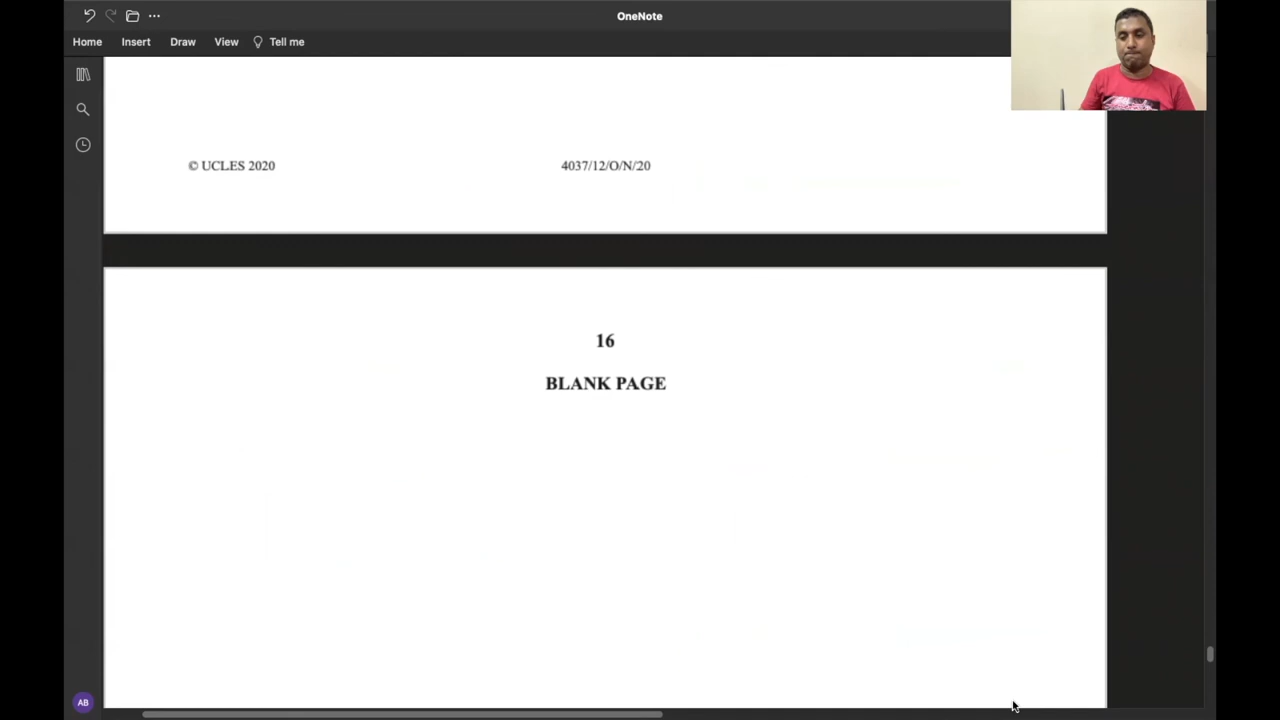 OneNote
Home Insert Draw View Tell me
© UCLES 2020 4037/12/O/N/20
16
BLANK PAGE
AB